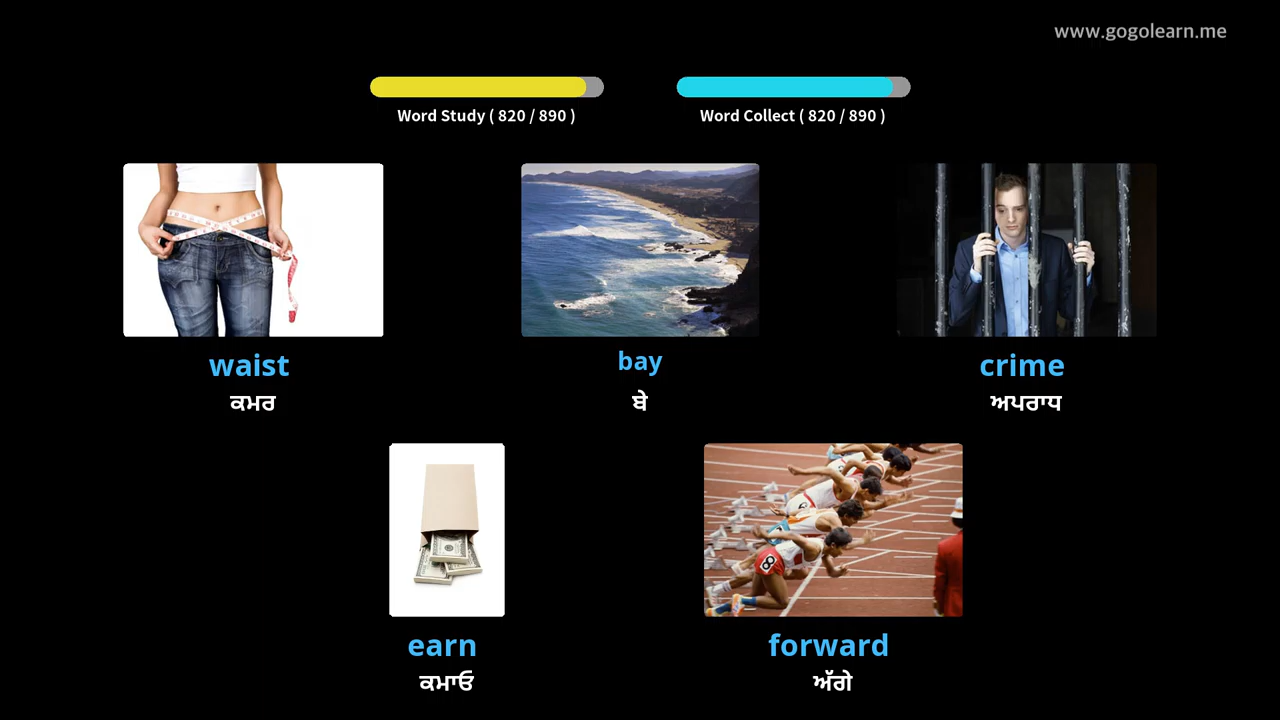 www.gogolearn.me
Word Study ( 820 / 890 )
Word Collect ( 820 / 890 )
waist
bay
crime
ਕਮਰ
ਬੇ
ਅਪਰਾਧ
8
earn
forward
ਕਮਾਓ
ਅੱਗੇ